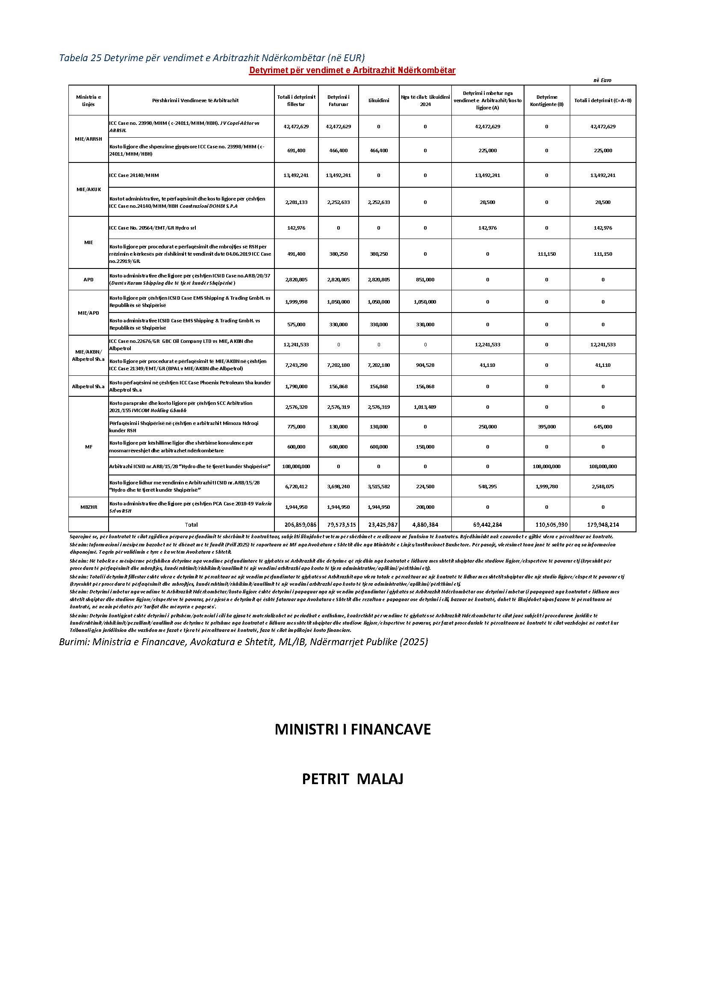 Tabela 25 Detyrime për vendimet e Arbitrazhit Ndërkombëtar (në EUR)
Detyrimet për vendimet e Arbitrazhit Ndërkombëtar
në Euro
Ministria e Linjës | Përshkrimi i Vendimeve të Arbitrazhit | Totali i detyrimit fillestar | Detyrimi i Faturuar | Likuidimi | Nga të cilat: Likuidimi 2024 | Detyrimi i mbetur nga vendimet e Arbitrazhit/kosto ligjore (A) | Detyrime Kontigjente (B) | Totali i detyrimit (C=A+B)
MIE/ARRSH | ICC Case no. 23998/MHM ( c-24011/MHM/HBH). JV Copri-Aktor vs ARRSH. | 42,472,629 | 42,472,629 | 0 | 0 | 42,472,629 | 0 | 42,472,629
Kosto ligjore dhe shpenzime gjyqësore ICC Case no. 23998/MHM ( c-24011/MHM/HBH) | 691,400 | 466,400 | 466,400 | 0 | 225,000 | 0 | 225,000
MIE/AKUK | ICC Case 24140/MHM | 13,492,241 | 13,492,241 | 0 | 0 | 13,492,241 | 0 | 13,492,241
Kostot administrative, të përfaqësimit dhe kosto ligjore për çështjen ICC Case no.24140/MHM/HBH Construzioni DONDI S.P.A | 2,281,133 | 2,252,633 | 2,252,633 | 0 | 28,500 | 0 | 28,500
MIE | ICC Case No. 20564/EMT/GR Hydro srl | 142,976 | 0 | 0 | 0 | 142,976 | 0 | 142,976
Kosto ligjore për procedurat e përfaqësimit dhe mbrojtjes së RSH për rrëzimin e kërkesës për rishikimit të vendimit datë 04.06.2019 ICC Case no.22919/GR. | 491,400 | 380,250 | 380,250 | 0 | 0 | 111,150 | 111,150
APD | Kosto administrative dhe ligjore për çështjen ICSID Case no.ARB/20/37 (Durrës Kurum Shipping dhe të tjerë kundër Shqipërisë) | 2,820,805 | 2,820,805 | 2,820,805 | 851,000 | 0 | 0 | 0
MIE/APD | Kosto ligjore për çështjen ICSID Case EMS Shipping & Trading GmbH. vs Republikës së Shqipërisë | 1,999,998 | 1,050,000 | 1,050,000 | 1,050,000 | 0 | 0 | 0
Kosto administrative ICSID Case EMS Shipping & Trading GmbH. vs Republikës së Shqipërisë | 575,000 | 330,000 | 330,000 | 330,000 | 0 | 0 | 0
MIE/AKBN/ Albpetrol Sh.a | ICC Case no.22676/GR GBC Oil Company LTD vs MIE, AKBN dhe Albpetrol | 12,241,533 | 0 | 0 | 0 | 12,241,533 | 0 | 12,241,533
Kosto ligjore për procedurat e përfaqësimit të MIE/AKBN në çështjen ICC Case 21349/EMT/GR (BPAL v MIE/AKBN dhe Albpetrol) | 7,243,290 | 7,202,180 | 7,202,180 | 904,528 | 41,110 | 0 | 41,110
Albpetrol Sh.a | Kosto përfaqësimi në çështjen ICC Case Phoenix Petroleum Sha kundër Albeptrol Sh.a | 1,790,000 | 156,868 | 156,868 | 156,868 | 0 | 0 | 0
MF | Kosto paraprake dhe kosto ligjore për çështjen SCC Arbitration 2021/155 IVICOM Holding Gbmbh | 2,576,320 | 2,576,319 | 2,576,319 | 1,013,489 | 0 | 0 | 0
Përfaqësimi i Shqipërisë në çështjen e arbitrazhit Mimoza Ndroqi kundër RSH | 775,000 | 130,000 | 130,000 | 0 | 250,000 | 395,000 | 645,000
Kosto ligjore për këshillime ligjor dhe shërbime konsulence për mosmarrëveshjet dhe arbitrazhet ndërkombëtare | 600,000 | 600,000 | 600,000 | 150,000 | 0 | 0 | 0
Arbitrazhi ICSID nr.ARB/15/28 “Hydro dhe të tjerët kundër Shqipërisë” | 108,000,000 | 0 | 0 | 0 | 0 | 108,000,000 | 108,000,000
Kosto ligjore lidhur me vendimin e Arbitrazhit ICSID nr.ARB/15/28 “Hydro dhe të tjerët kundër Shqipërisë” | 6,720,412 | 3,698,240 | 3,515,582 | 224,500 | 548,295 | 1,999,780 | 2,548,075
MBZHR | Kosto administrative dhe ligjore për çështjen PCA Case 2018-49 Valeria Srl vs RSH | 1,944,950 | 1,944,950 | 1,944,950 | 200,000 | 0 | 0 | 0
Total | 206,859,086 | 79,573,515 | 23,425,987 | 4,880,384 | 69,442,284 | 110,505,930 | 179,948,214
Sqarojmë se, për kontratat të cilat zgjidhen përpara përfundimit të shërbimit të kontraktuar, subjekti likujdohet vetëm për shërbimet e realizuara në funksion të kontratës. Rrjedhimisht nuk ezaurohet e gjithë vlera e përcaktuar në kontratë.
Shënim: Informacioni i mësipërm bazohet në të dhënat më të fundit (Prill 2025) të raportuara në MF nga Avokatura e Shtetit dhe nga Ministritë e Linjës/Institucionet Buxhetore. Për pasojë, vlerësimet tona janë të sakta për aq sa informacion
disponojmë. Tagrin për validimin e tyre e ka vetëm Avokatura e Shtetit.
Shënim: Në tabelën e mësipërme përfshihen detyrime nga vendime përfundimtare të gjykatës së Arbitrazhit dhe detyrime që rrjedhin nga kontratat e lidhura mes shtetit shqiptar dhe studiove ligjore/ekspertëve të pavarur etj (kryesisht për
procedura të përfaqësimit dhe mbrojtjes, kundërshtimit/rishikimit/anullimit të një vendimi arbitrazhi apo kosto të tjera administrative/aplikimi/përkthimi etj).
Shënim: Totali i detyrimit fillestar është vlera e detyrimit të përcaktuar në një vendim përfundimtar të gjykatës së Arbitrazhit apo vlera totale e përcaktuar në një kontratë të lidhur mes shtetit shqiptar dhe një studio ligjore/ekspert të pavarur etj
(kryesisht për procedura të përfaqësimit dhe mbrojtjes, kundërshtimit/rishikimit/anullimit të një vendimi arbitrazhi apo kosto të tjera administrative/aplikimi/përkthimi etj.
Shënim: Detyrimi i mbetur nga vendime të Arbitrazhit Ndërkombëtar/kosto ligjore është detyrimi i papaguar nga një vendim përfundimtar i gjykatës së Arbitrazhit Ndërkombëtar ose detyrimi i mbetur (i papaguar) nga kontratat e lidhura mes
shtetit shqiptar dhe studiove ligjore/ekspertëve të pavarur, për pjesën e detyrimit që është faturuar nga Avokatura e Shtetit dhe rezulton e papaguar ose detyrimi i cili, bazuar në kontratë, duhet të likujdohet sipas fazave të përcaktuara në
kontratë, në nenin përkatës për 'tarifat dhe mënyrën e pagesës'.
Shënim: Detyrim kontigjent është detyrimi i pritshëm/potencial i cili ka gjasa të materializohet në periudhat e ardhshme, konkretisht për vendime të gjykatës së Arbitrazhit Ndërkombëtar të cilat janë subjekt i procedurave juridike të
kundërshtimit/rishikimit/pezullimit/anullimit ose detyrime të pritshme nga kontratat e lidhura mes shtetit shqiptar dhe studiove ligjore/ekspertëve të pavarur, për fazat proceduriale të përcaktuara në kontratë të cilat vazhdojnë në rastet kur
Tribunali gjen juridiksion dhe vazhdon me fazat e tjera të përcaktuara në kontratë, faza të cilat implikojnë kosto financiare.
Burimi: Ministria e Financave, Avokatura e Shtetit, ML/IB, Ndërmarrjet Publike (2025)
MINISTRI I FINANCAVE
PETRIT MALAJ